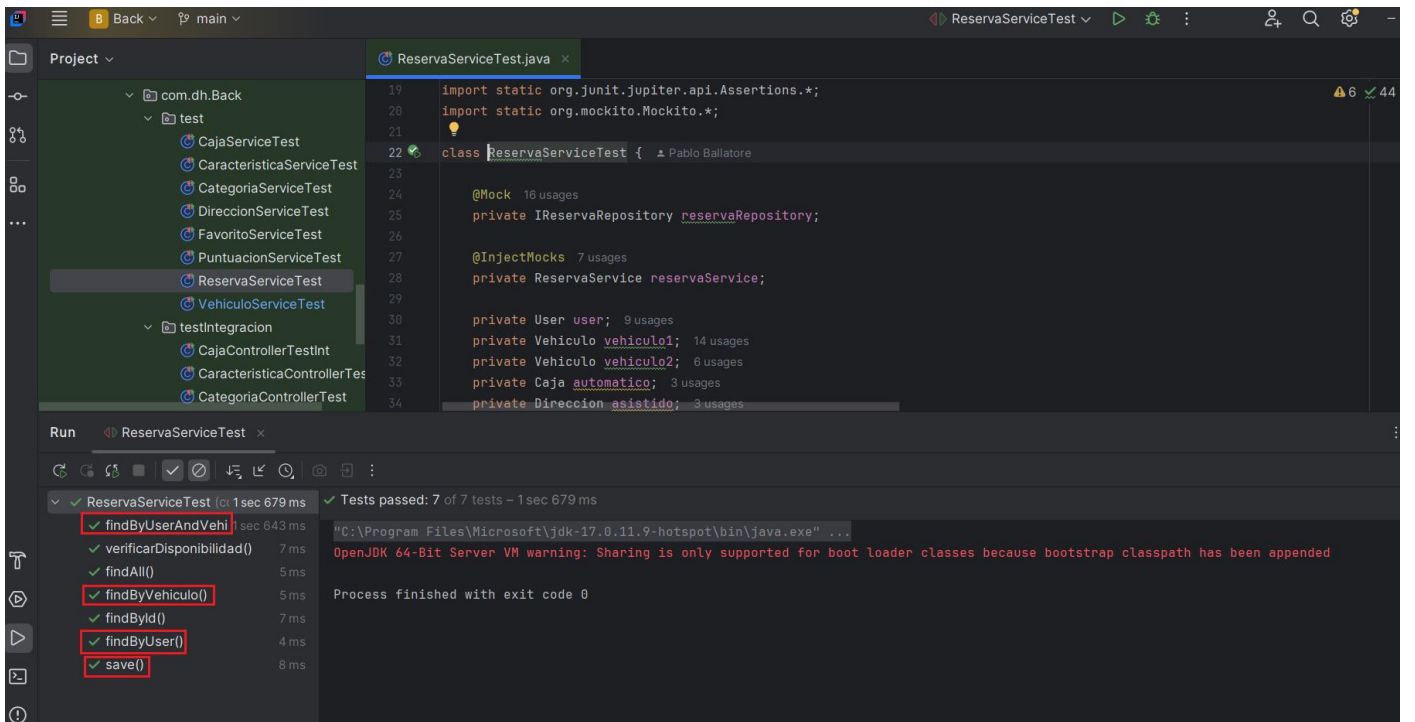 B Back main ReservaServiceTest
Project
com.dh.Back
test
CajaServiceTest
CaracteristicaServiceTest
CategoriaServiceTest
DireccionServiceTest
FavoritoServiceTest
PuntuacionServiceTest
ReservaServiceTest
VehiculoServiceTest
testIntegracion
CajaControllerTestInt
CaracteristicaControllerTes
CategoriaControllerTest
ReservaServiceTest.java
6 44
19 import static org.junit.jupiter.api.Assertions.*;
20 import static org.mockito.Mockito.*;
21
22 class ReservaServiceTest { Pablo Ballatore
23
24 @Mock 16 usages
25 private IReservaRepository reservaRepository;
26
27 @InjectMocks 7 usages
28 private ReservaService reservaService;
29
30 private User user; 9 usages
31 private Vehiculo vehiculo1; 14 usages
32 private Vehiculo vehiculo2; 6 usages
33 private Caja automatico; 3 usages
34 private Direccion asistido; 3 usages
Run ReservaServiceTest
ReservaServiceTest 1 sec 679 ms
findByUserAndVehi 1 sec 643 ms
verificarDisponibilidad() 7 ms
findAll() 5 ms
findByVehiculo() 5 ms
findById() 7 ms
findByUser() 4 ms
save() 8 ms
Tests passed: 7 of 7 tests – 1 sec 679 ms
"C:\Program Files\Microsoft\jdk-17.0.11.9-hotspot\bin\java.exe" ...
OpenJDK 64-Bit Server VM warning: Sharing is only supported for boot loader classes because bootstrap classpath has been appended
Process finished with exit code 0